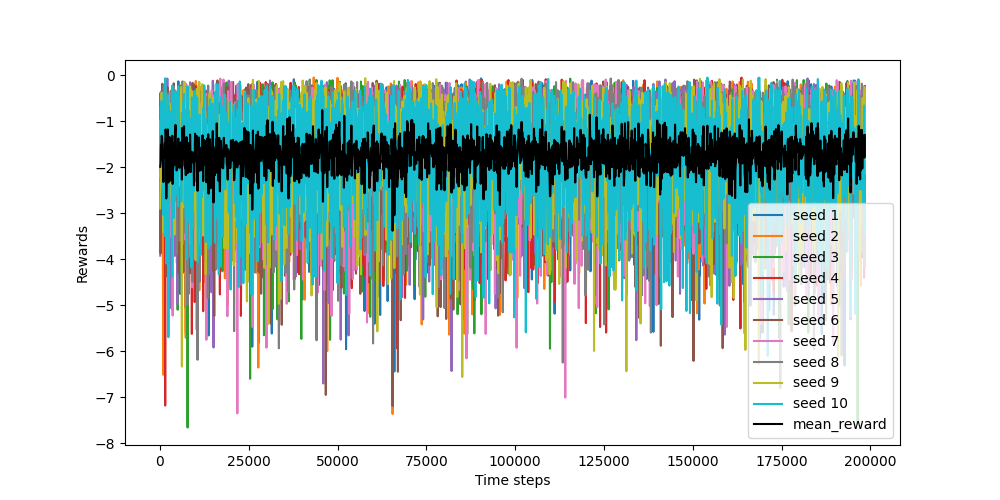 0
−1
−2
−3
−4
−5
−6
−7
−8
Rewards
0
25000
50000
75000
100000
125000
150000
175000
200000
Time steps
seed 1
seed 2
seed 3
seed 4
seed 5
seed 6
seed 7
seed 8
seed 9
seed 10
mean_reward